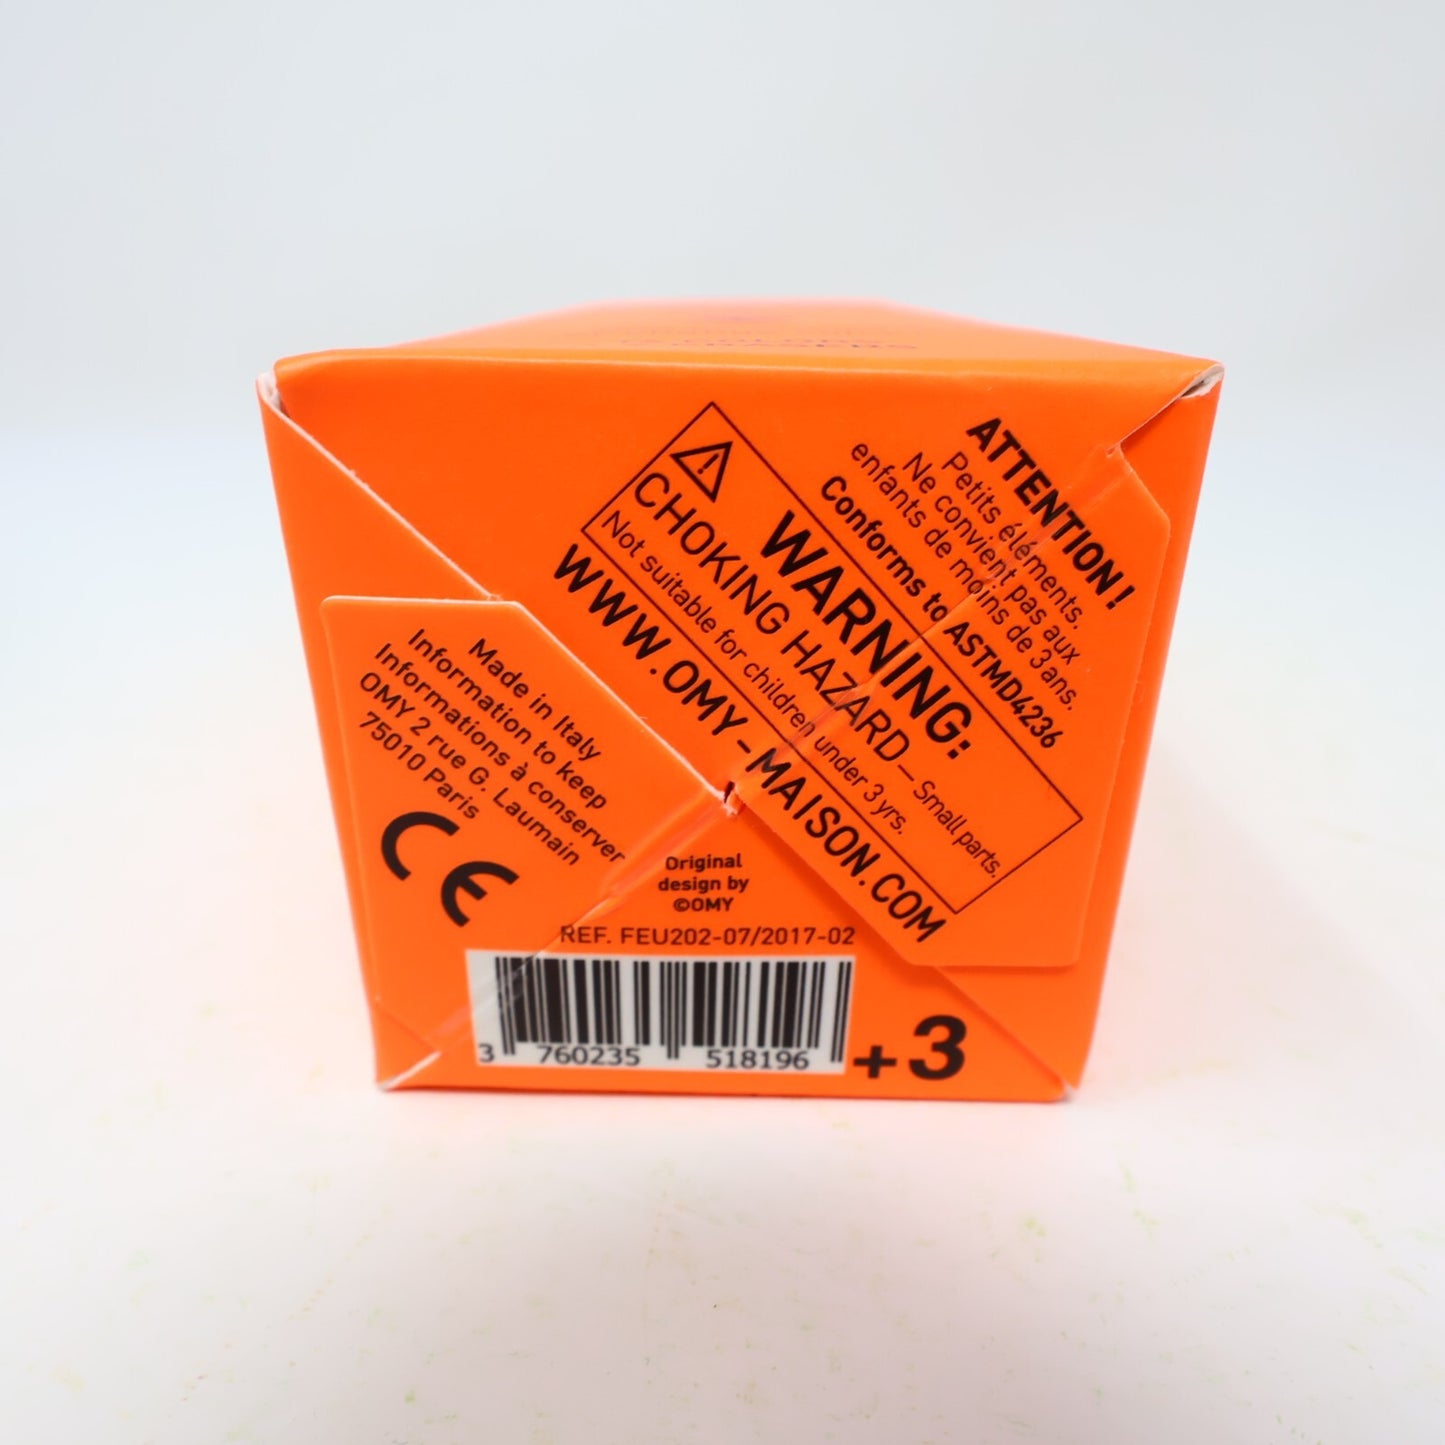 ATTENTION!
Petits éléments.
Ne convient pas aux
enfants de moins de 3 ans.
Conforms to ASTMD4236
WARNING:
CHOKING HAZARD — Small parts.
Not suitable for children under 3 yrs.
WWW.OMY-MAISON.COM
Made in Italy
Information to keep
Informations à conserver
OMY 2 rue G. Laumain
75010 Paris
CE
Original
design by
©OMY
REF. FEU202-07/2017-02
3 760235 518196
+3